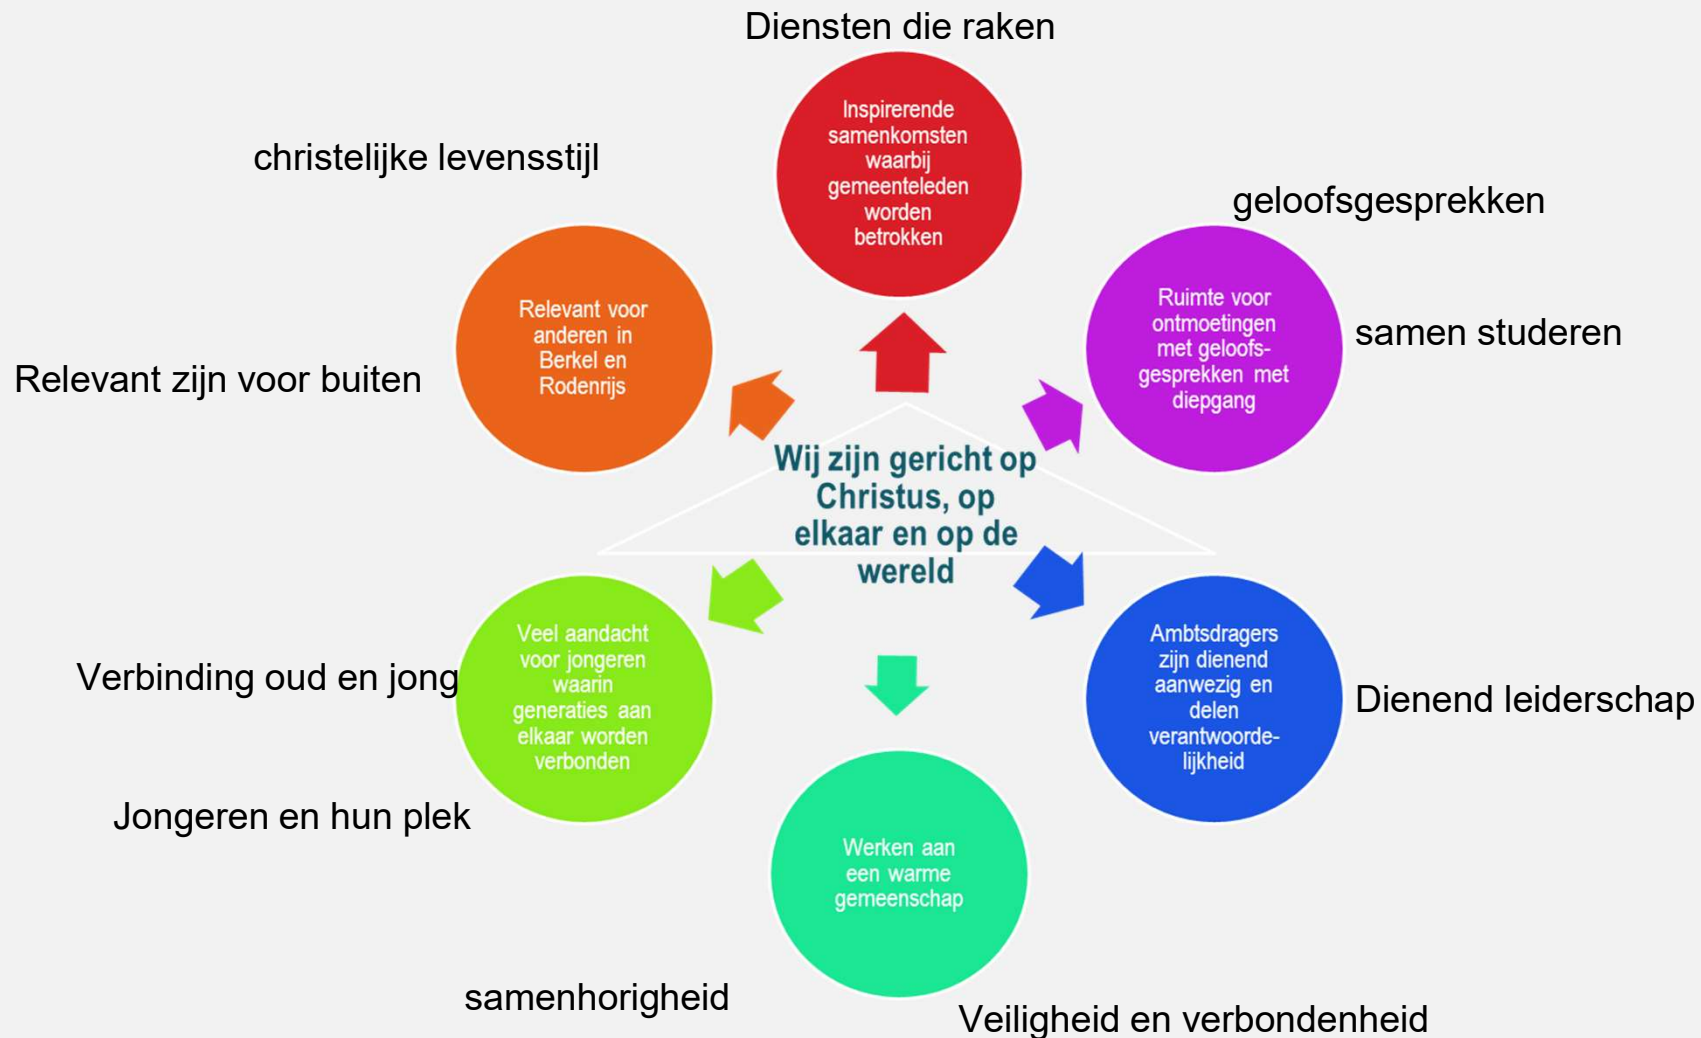 Diensten die raken
Inspirerende
samenkomsten
waarbij
gemeenteleden
worden
betrokken
christelijke levensstijl
geloofsgesprekken
Relevant voor
anderen in
Berkel en
Rodenrijs
Ruimte voor
ontmoetingen
met geloofs-
gesprekken met
diepgang
samen studeren
Relevant zijn voor buiten
Wij zijn gericht op
Christus, op
elkaar en op de
wereld
Veel aandacht
voor jongeren
waarin
generaties aan
elkaar worden
verbonden
Verbinding oud en jong
Ambtsdragers
zijn dienend
aanwezig en
delen
verantwoorde-
lijkheid
Dienend leiderschap
Jongeren en hun plek
Werken aan
een warme
gemeenschap
samenhorigheid
Veiligheid en verbondenheid